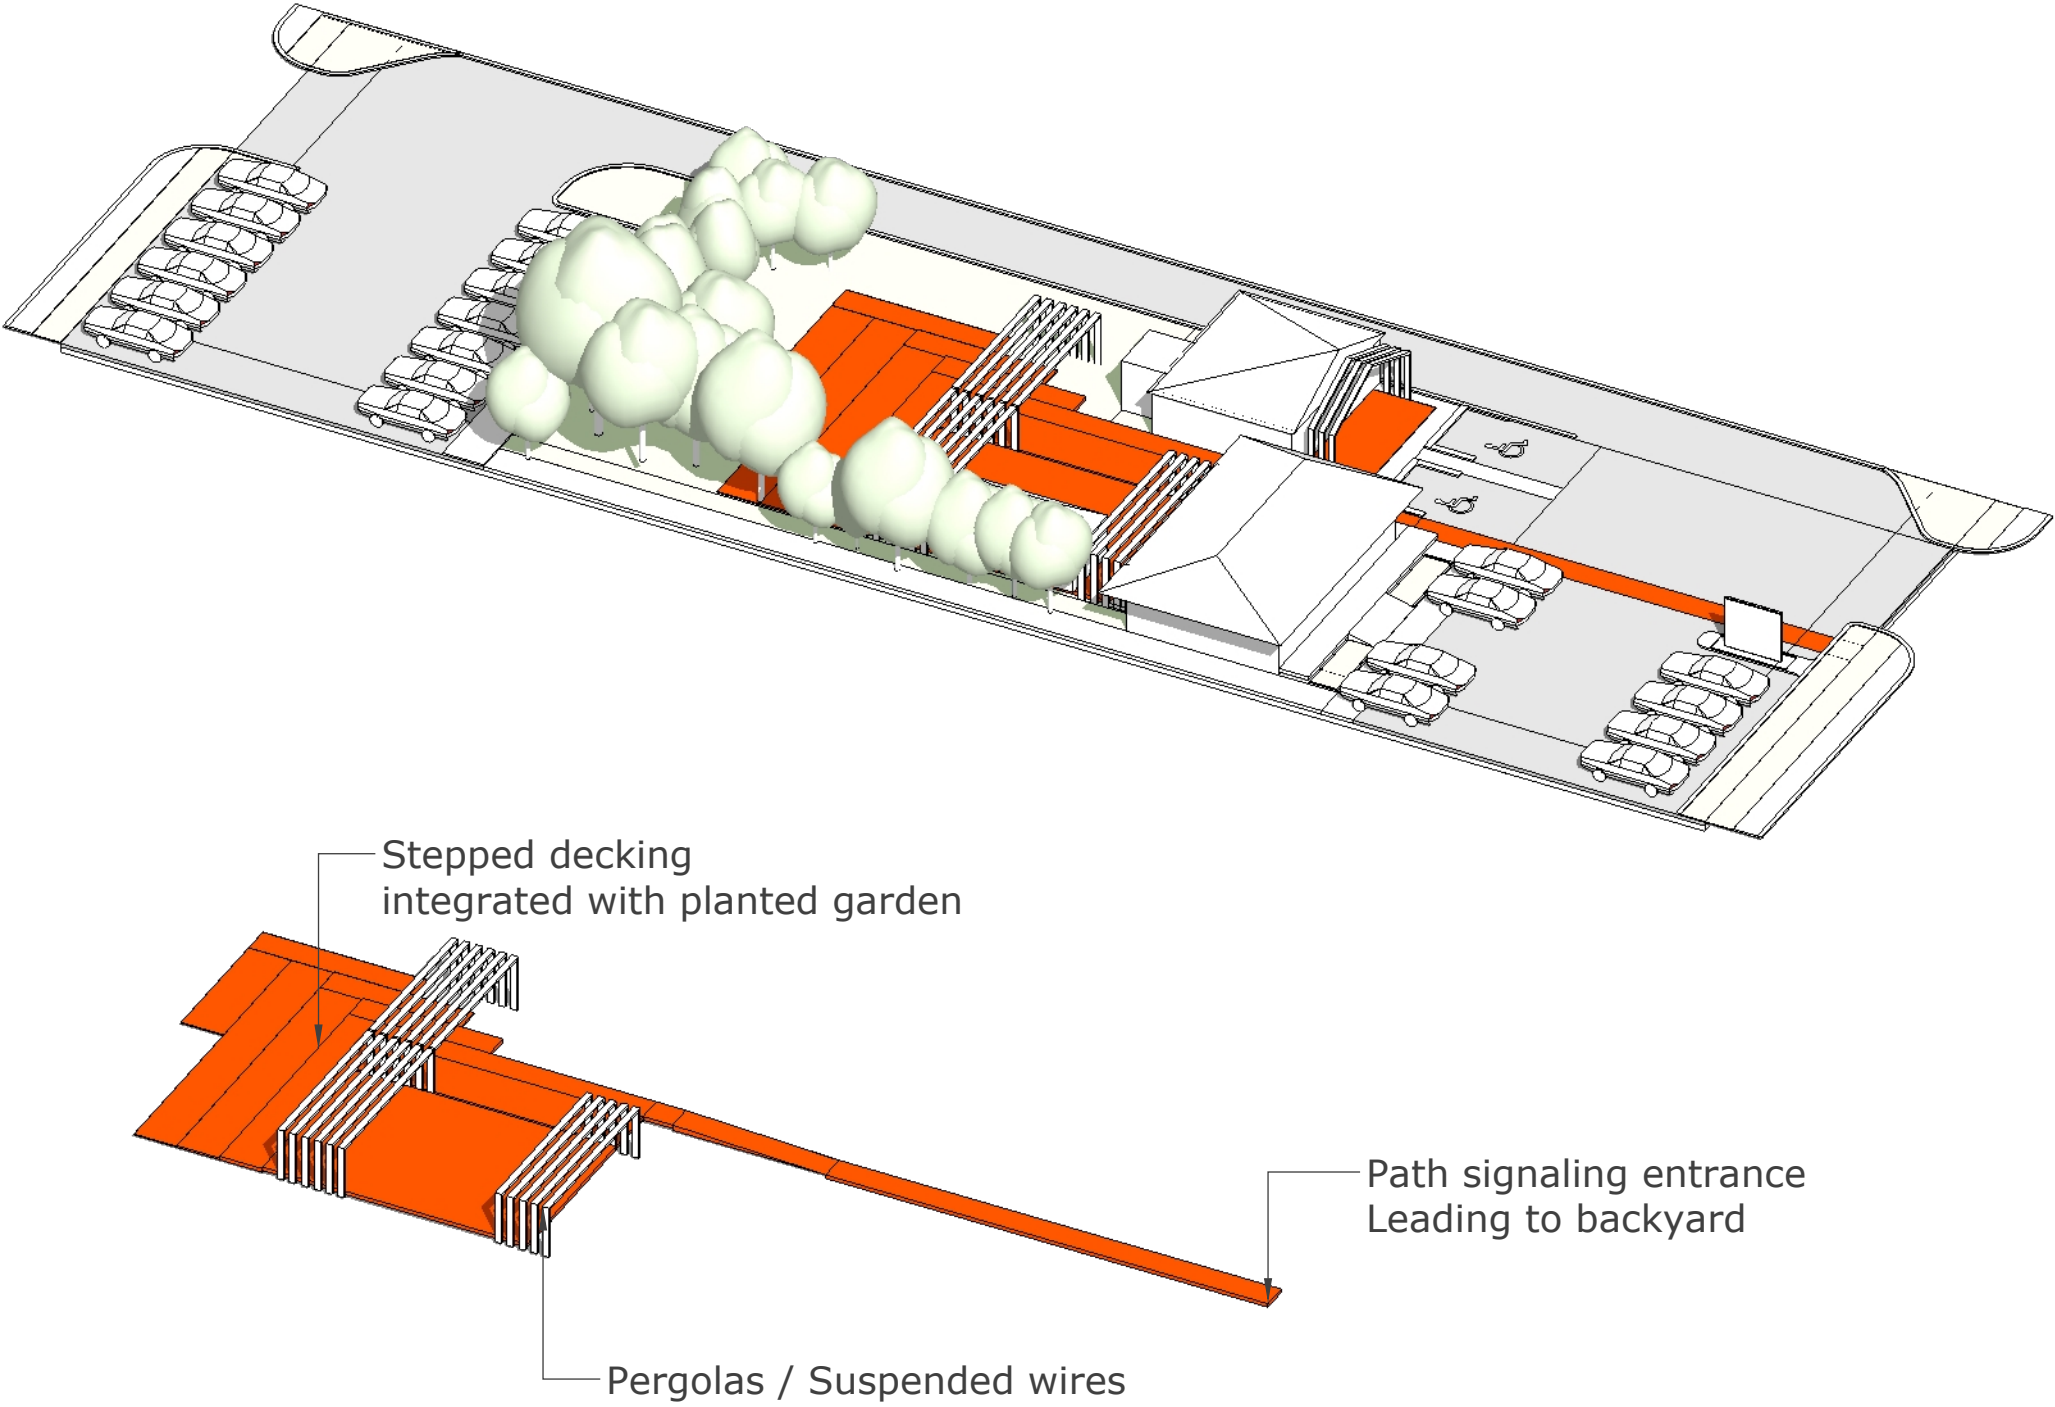 Stepped decking
integrated with planted garden
Path signaling entrance
Leading to backyard
Pergolas / Suspended wires